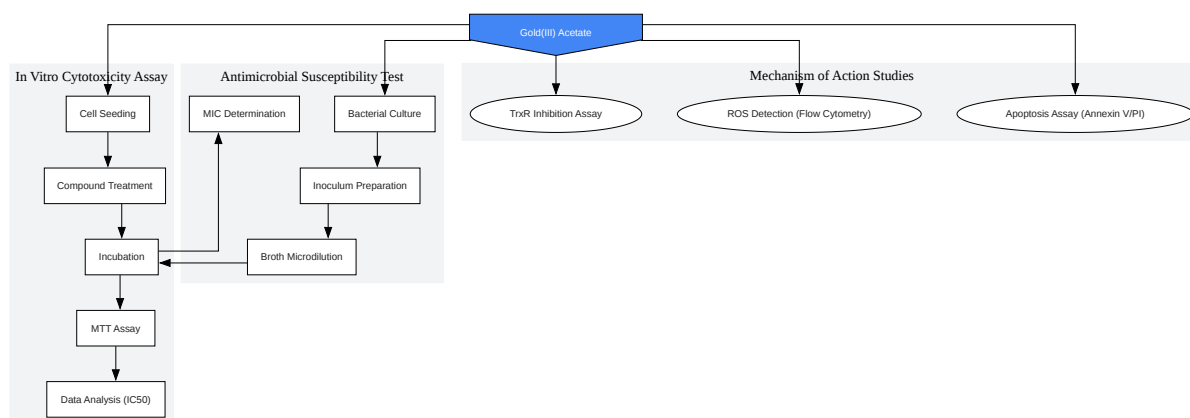 Gold(III) Acetate
In Vitro Cytotoxicity Assay
Cell Seeding
Compound Treatment
Incubation
MTT Assay
Data Analysis (IC50)
Antimicrobial Susceptibility Test
MIC Determination
Bacterial Culture
Inoculum Preparation
Broth Microdilution
Mechanism of Action Studies
TrxR Inhibition Assay
ROS Detection (Flow Cytometry)
Apoptosis Assay (Annexin V/PI)